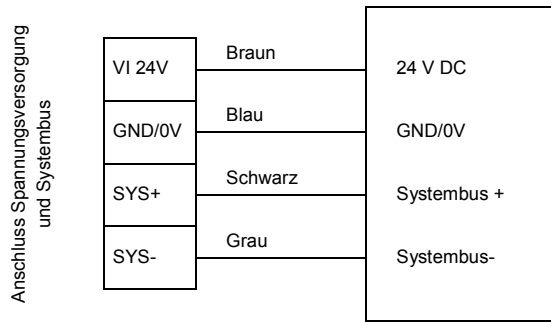 Anschluss Spannungsversorgung
und Systembus
VI 24V
Braun
24 V DC
GND/0V
Blau
GND/0V
SYS+
Schwarz
Systembus +
SYS-
Grau
Systembus-